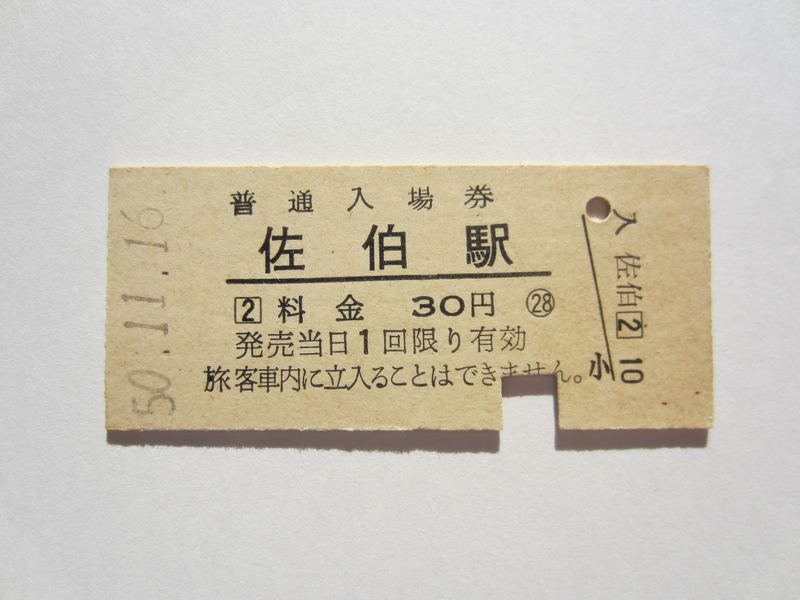 普通入場券
佐伯駅
2 料金 30円 ㉘
発売当日1回限り有効
旅客車内に立入ることはできません。
50.11.16
入 佐伯 2
小 10